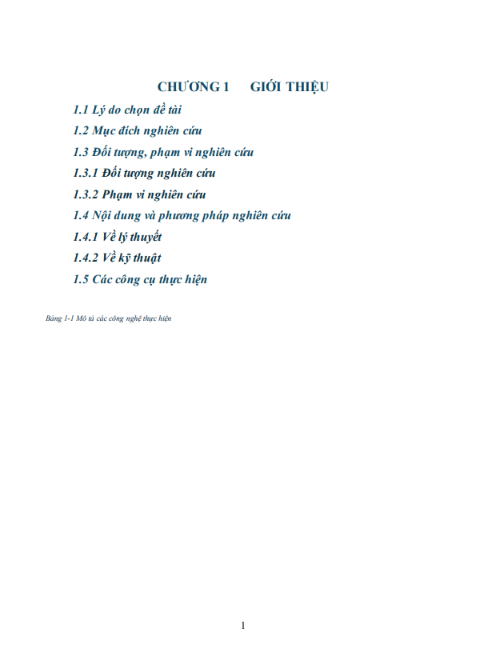 CHƯƠNG 1 GIỚI THIỆU
1.1 Lý do chọn đề tài
1.2 Mục đích nghiên cứu
1.3 Đối tượng, phạm vi nghiên cứu
1.3.1 Đối tượng nghiên cứu
1.3.2 Phạm vi nghiên cứu
1.4 Nội dung và phương pháp nghiên cứu
1.4.1 Về lý thuyết
1.4.2 Về kỹ thuật
1.5 Các công cụ thực hiện
Bảng 1-1 Mô tả các công nghệ thực hiện
1